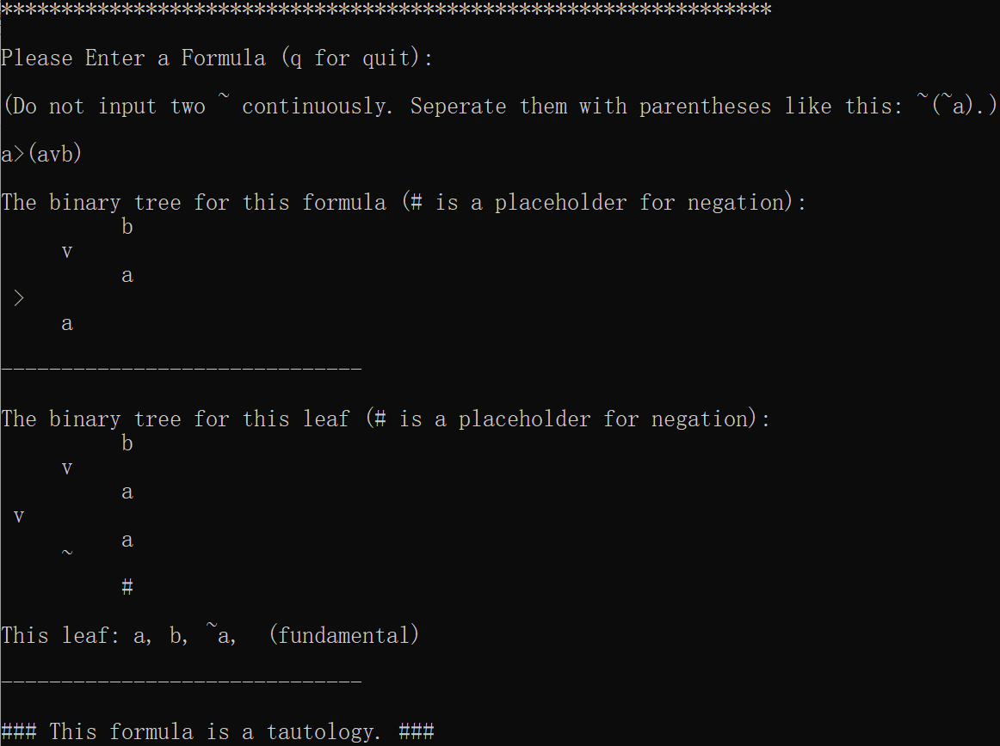 ****************************************************************
Please Enter a Formula (q for quit):
(Do not input two ~ continuously. Seperate them with parentheses like this: ~(~a).)
a>(avb)
The binary tree for this formula (# is a placeholder for negation):
b
v
a
>
a
------------------------------
The binary tree for this leaf (# is a placeholder for negation):
b
v
a
v
a
~
#
This leaf: a, b, ~a,  (fundamental)
------------------------------
### This formula is a tautology. ###